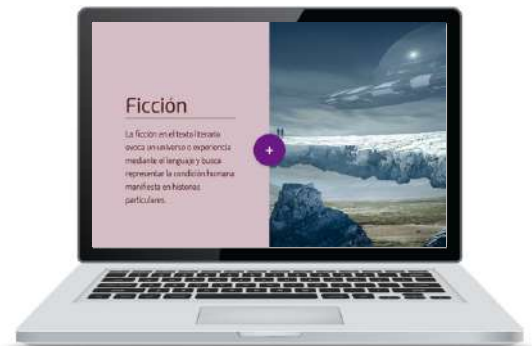 Ficción
La ficción en el texto literario
evoca un universo o experiencia
mediante el lenguaje y busca
representar la condición humana
manifiesta en historias
particulares.
+